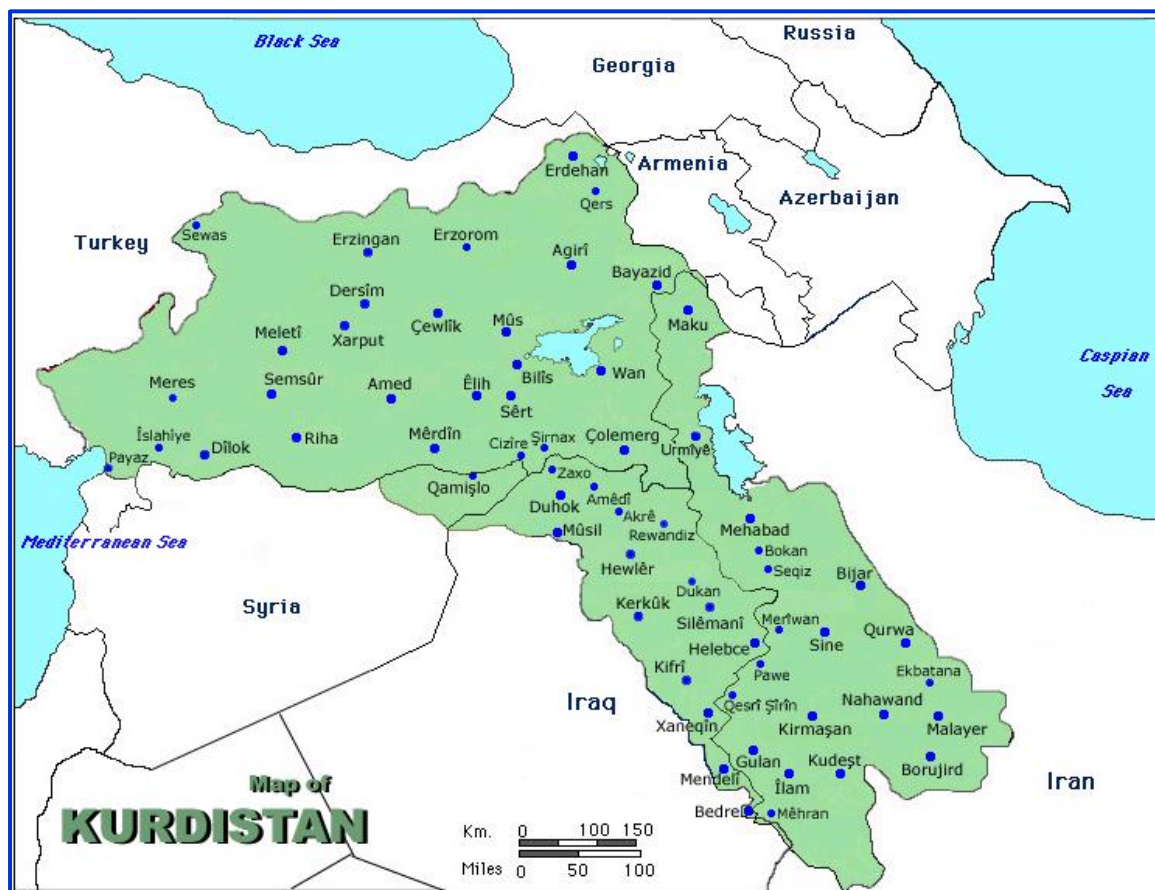 Black Sea
Russia
Georgia
Armenia
Azerbaijan
Erdehan
Qers
Turkey
Sewas
Erzingan
Erzorom
Agirî
Bayazid
Dersîm
Maku
Çewlîk
Mûs
Xarput
Meletî
Bilîs
Wan
Caspian
Sea
Meres
Semsûr
Amed
Êlih
Sêrt
Îslahîye
Dîlok
Riha
Mêrdîn
Cizîre
Şirnax
Çolemerg
Urmîyê
Payaz
Qamişlo
Zaxo
Duhok
Amêdî
Akrê
Rewandiz
Mûsil
Mehabad
Mediterranean Sea
Bokan
Hewlêr
Seqiz
Bijar
Syria
Dukan
Kerkûk
Silêmanî
Merîwan
Sine
Qurwa
Helebce
Pawe
Kifrî
Ekbatana
Iraq
Qesrî Şîrîn
Nahawand
Xaneqîn
Kirmaşan
Malayer
Gulan
Kudeşt
Borujird
Mendelî
Îlam
Iran
Map of
KURDISTAN
Bedre
Mêhran
Km. 0 100 150
Miles 0 50 100